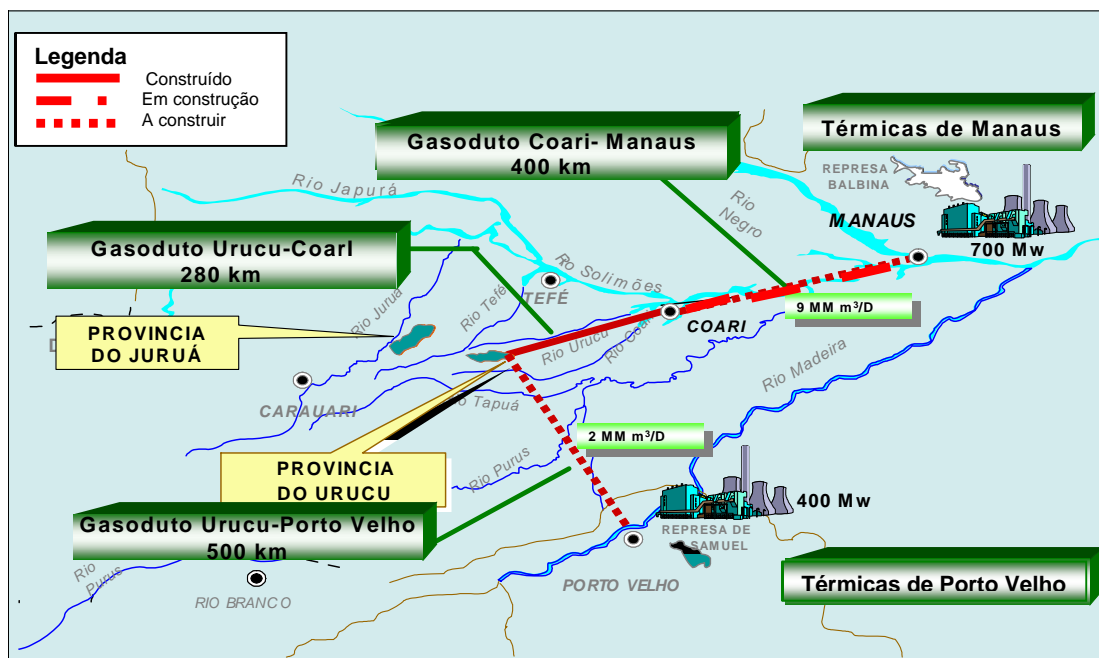 Legenda
Construído
Em construção
A construir
Gasoduto Coari- Manaus
400 km
Térmicas de Manaus
REPRESA
BALBINA
Rio Japurá
Rio
Negro
MANAUS
700 Mw
Gasoduto Urucu-CoarI
280 km
Ro Solimões
TEFÉ
Rio Tefé
Rio Juruá
9 MM m³/D
PROVINCIA
DO JURUÁ
COARI
Rio Urucu
Rio Coari
Rio Madeira
CARAUARI
Tapuá
2 MM m³/D
PROVINCIA
DO URUCU
Rio Purus
400 Mw
Gasoduto Urucu-Porto Velho
500 km
REPRESA DE
SAMUEL
Rio
Purus
PORTO VELHO
RIO BRANCO
Térmicas de Porto Velho